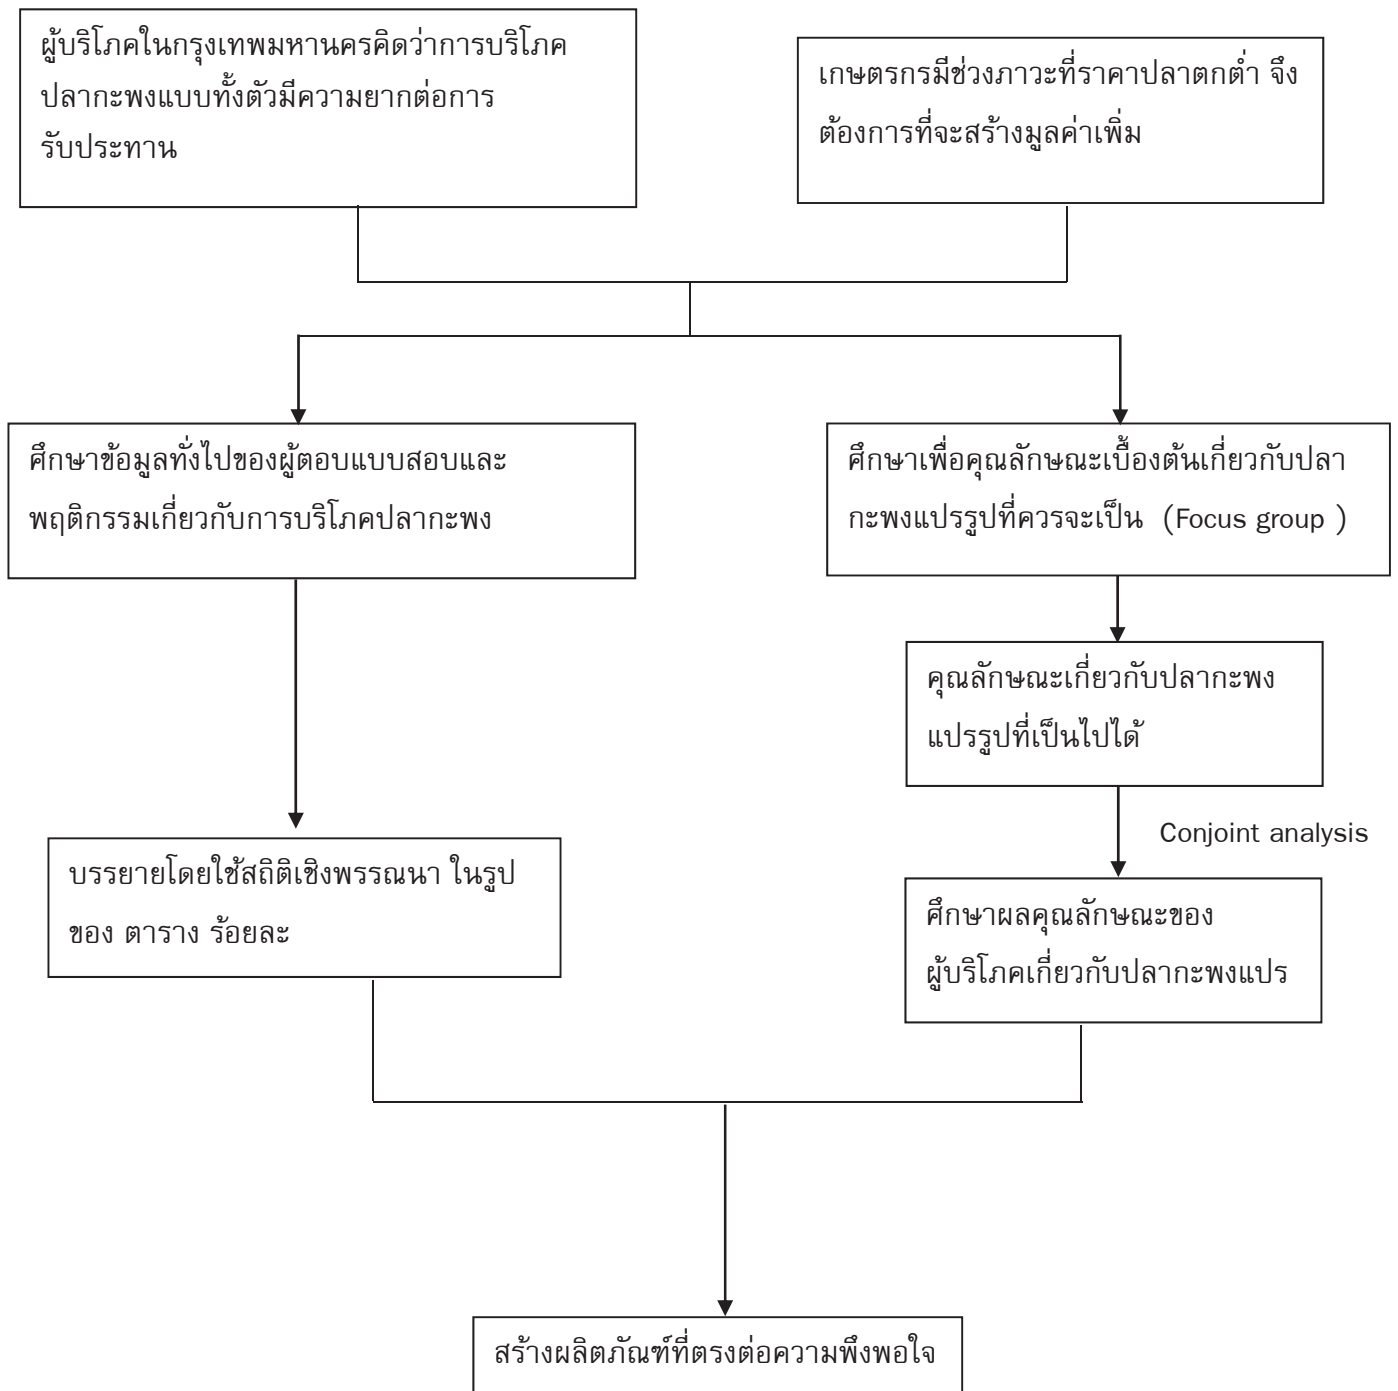 ผู้บริโภคในกรุงเทพมหานครคิดว่าการบริโภค
ปลากะพงแบบทั้งตัวมีความยากต่อการ
รับประทาน
เกษตรกรมีช่วงภาวะที่ราคาปลาตกต่ำ จึง
ต้องการที่จะสร้างมูลค่าเพิ่ม
ศึกษาข้อมูลทั่งไปของผู้ตอบแบบสอบและ
พฤติกรรมเกี่ยวกับการบริโภคปลากะพง
ศึกษาเพื่อคุณลักษณะเบื้องต้นเกี่ยวกับปลา
กะพงแปรรูปที่ควรจะเป็น (Focus group )
คุณลักษณะเกี่ยวกับปลากะพง
แปรรูปที่เป็นไปได้
Conjoint analysis
บรรยายโดยใช้สถิติเชิงพรรณนา ในรูป
ของ ตาราง ร้อยละ
ศึกษาผลคุณลักษณะของ
ผู้บริโภคเกี่ยวกับปลากะพงแปร
สร้างผลิตภัณฑ์ที่ตรงต่อความพึงพอใจ